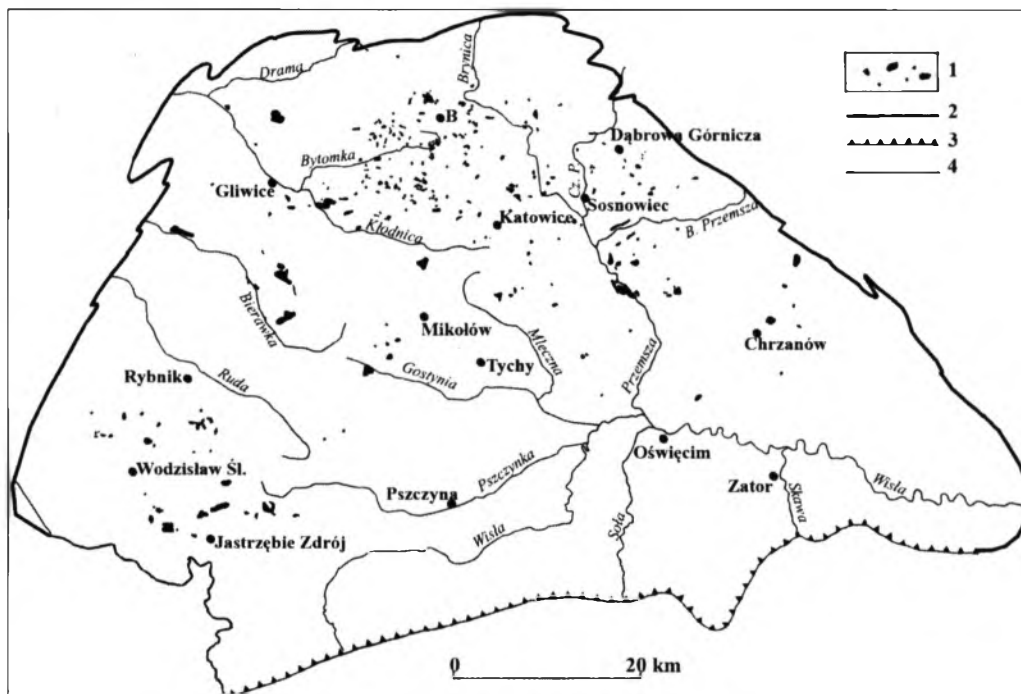 Drama
Brynica
1
B
2
Dąbrowa Górnicza
3
Bytomka
Cz. P.
4
Gliwice
Sosnowiec
Katowice
B. Przemsza
Kłodnica
Bierawka
Mikołów
Mleczna
Chrzanów
Przemsza
Ruda
Gostynia
Tychy
Rybnik
Oświęcim
Wodzisław Śl.
Pszczynka
Zator
Wisła
Pszczyna
Skawa
Wisła
Soła
Jastrzębie Zdrój
0
20 km